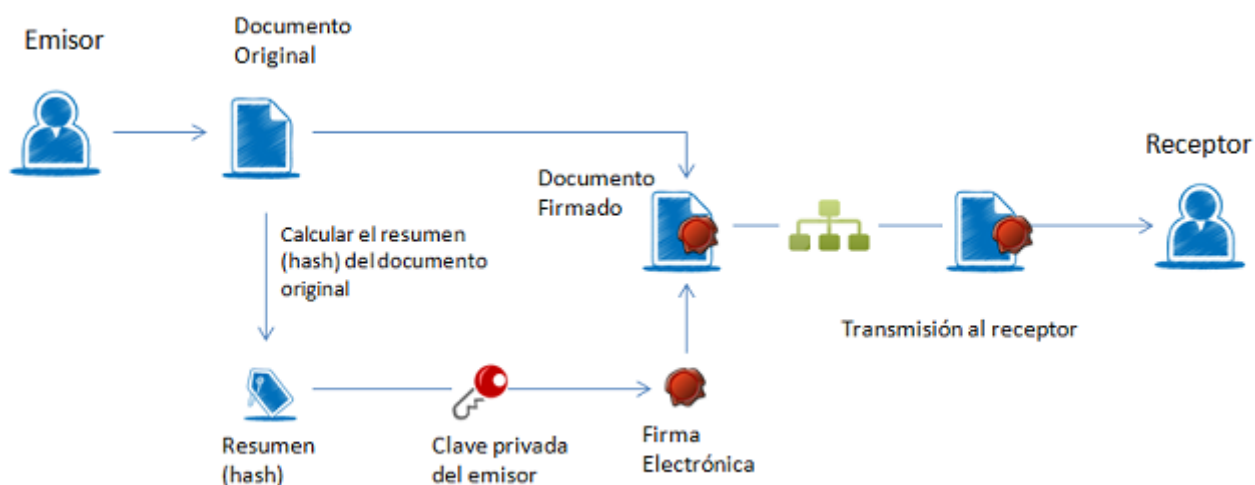 Emisor
Documento
Original
Receptor
Documento
Firmado
Calcular el resumen
(hash) del documento
original
Transmisión al receptor
Resumen
(hash)
Clave privada
del emisor
Firma
Electrónica